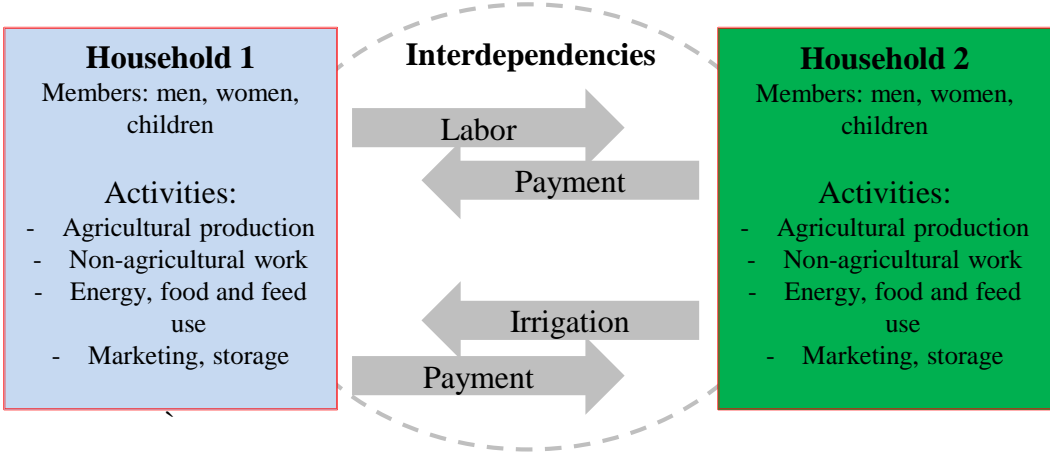 Household 1
Members: men, women,
children
Activities:
- Agricultural production
- Non-agricultural work
- Energy, food and feed
use
- Marketing, storage
`
Interdependencies
Labor
Payment
Irrigation
Payment
Household 2
Members: men, women,
children
Activities:
- Agricultural production
- Non-agricultural work
- Energy, food and feed
use
- Marketing, storage